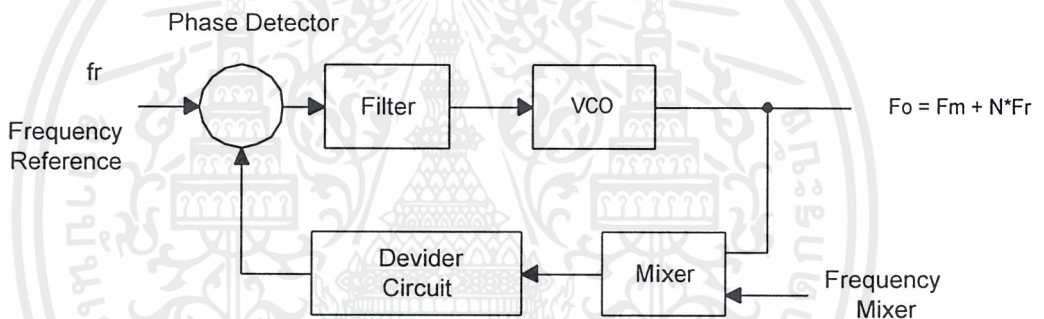 Phase Detector
fr
Frequency
Reference
Filter
VCO
Fo = Fm + N*Fr
Devider
Circuit
Mixer
Frequency
Mixer